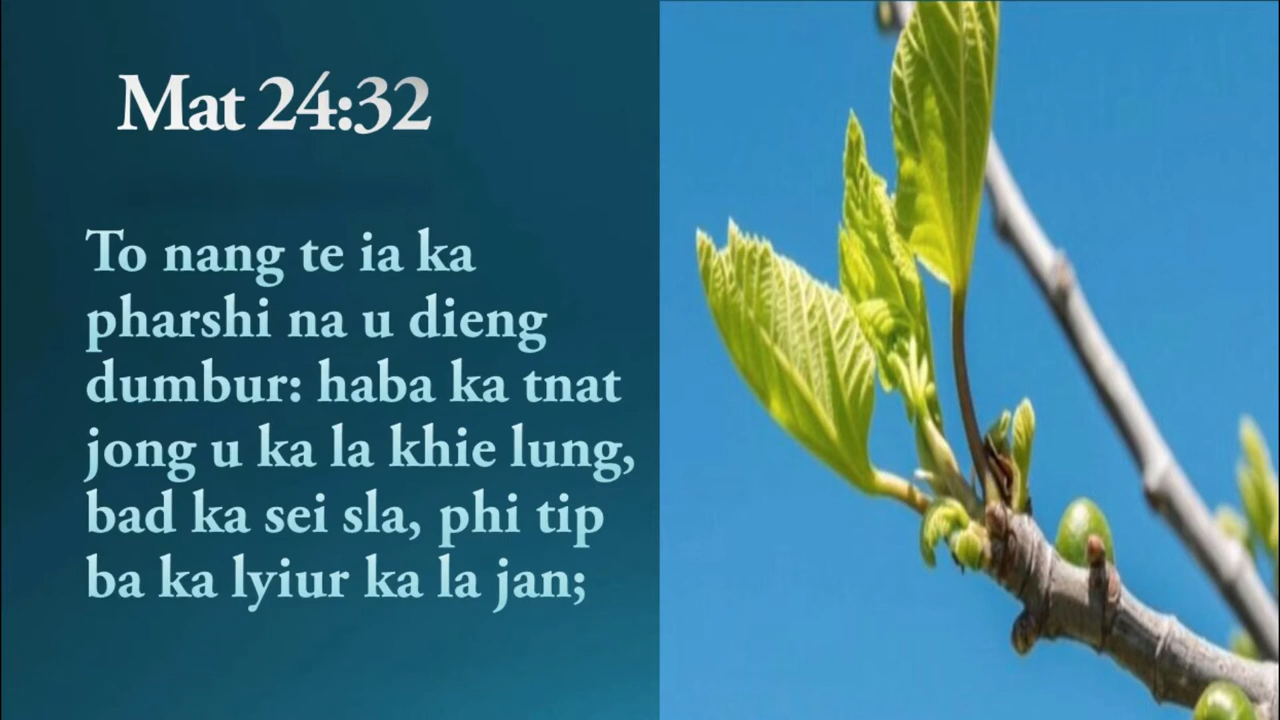 Mat 24:32
To nang te ia ka
pharshi na u dieng
dumbur: haba ka tnat
jong u ka la khie lung,
bad ka sei sla, phi tip
ba ka lyiur ka la jan;